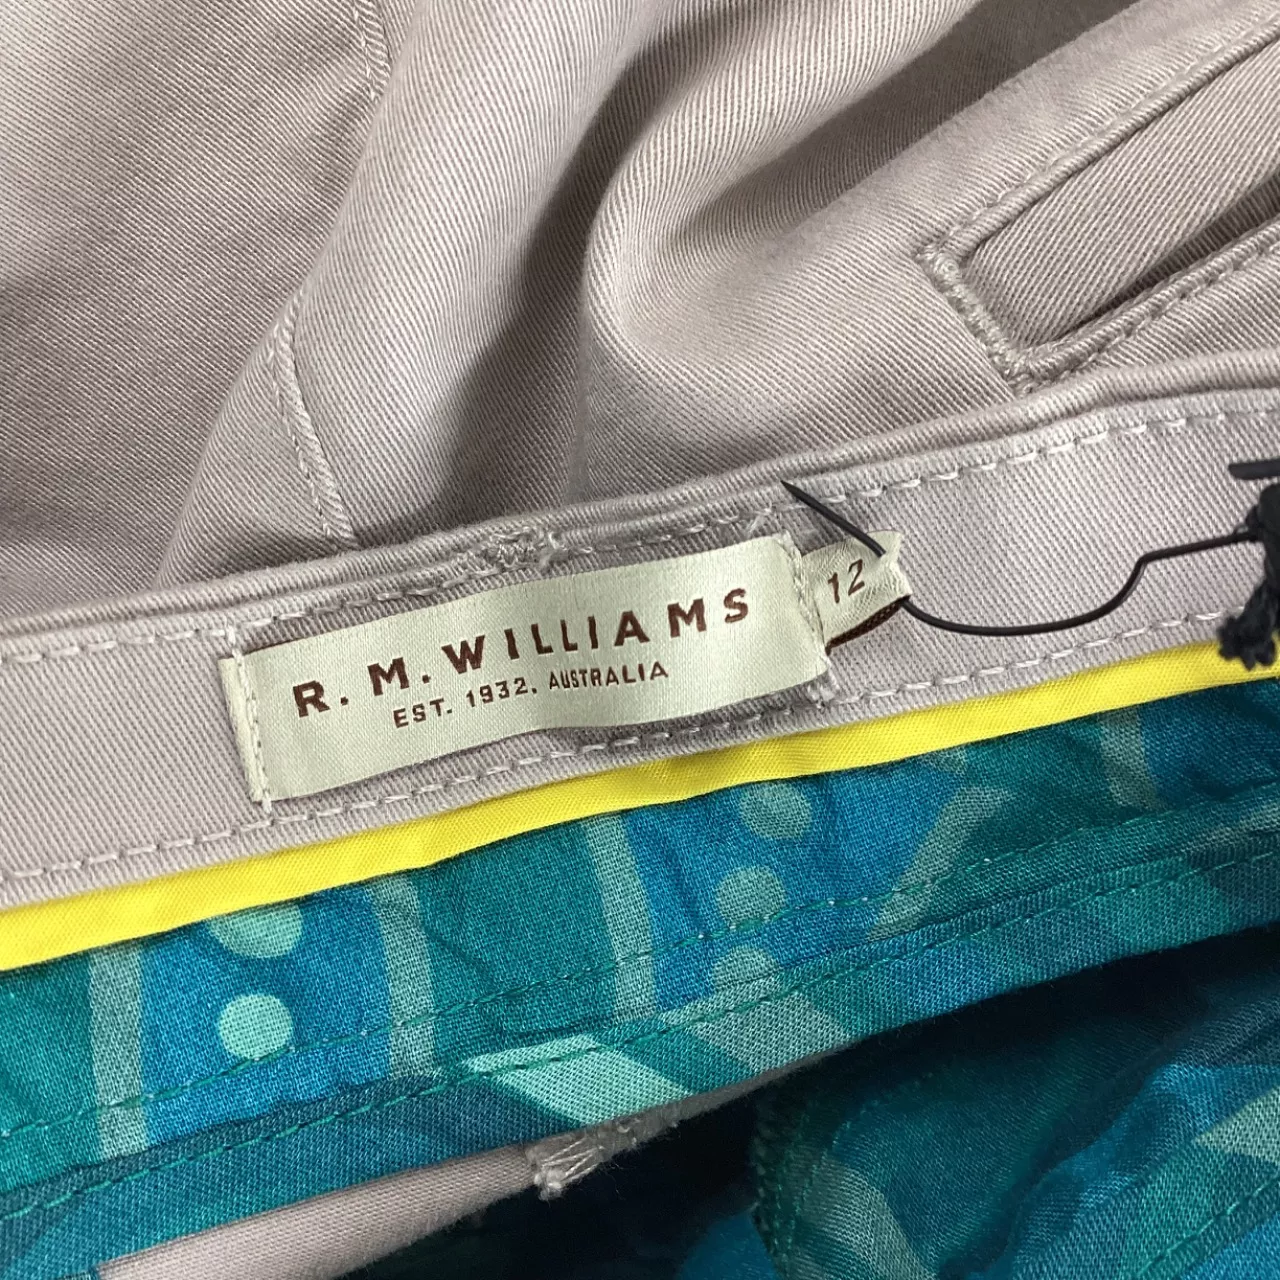 R. M. WILLIAMS
EST. 1932. AUSTRALIA
12